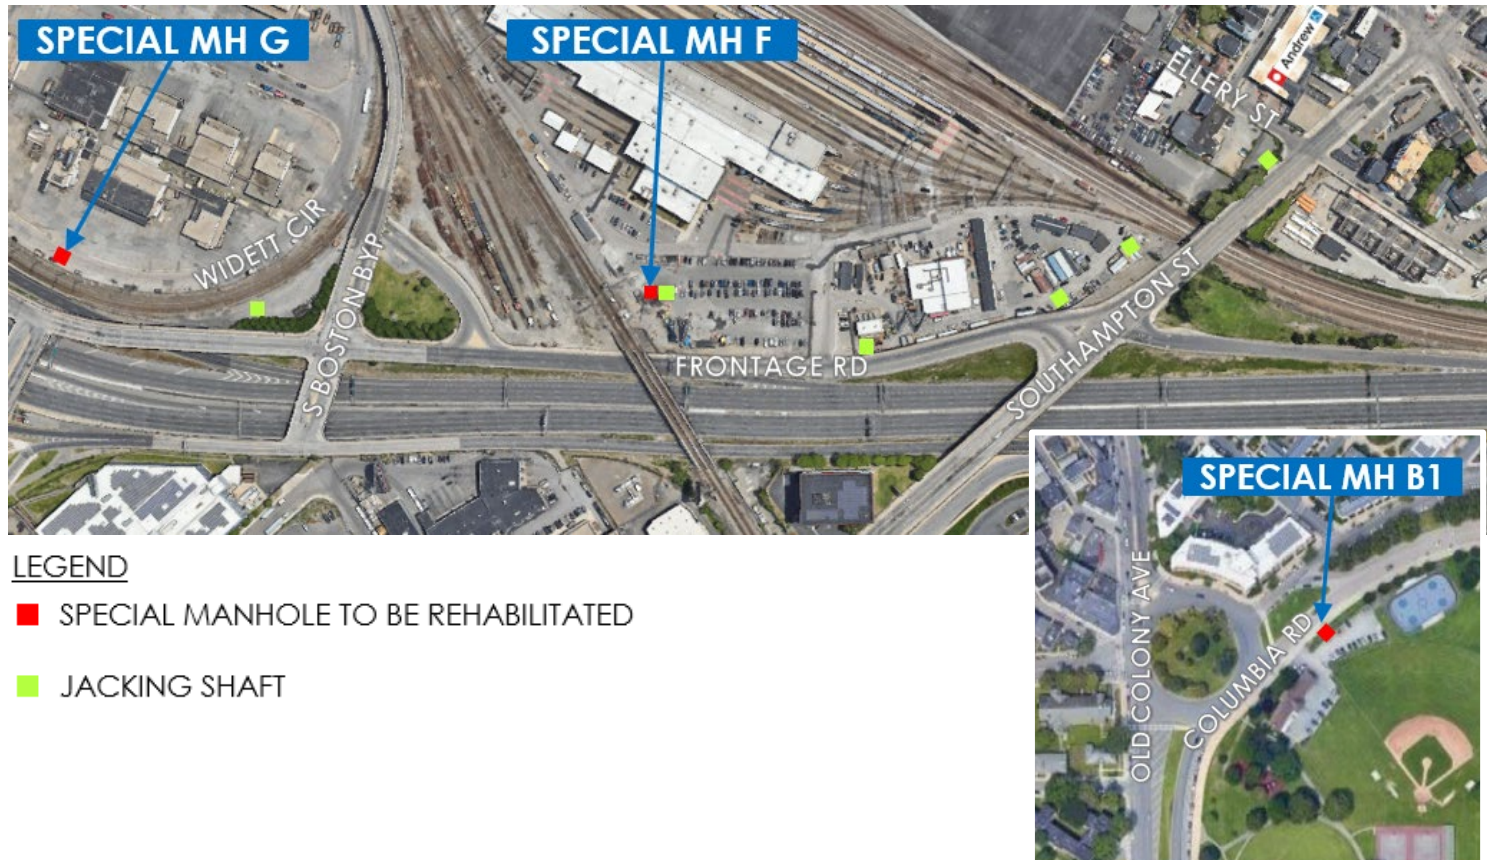 SPECIAL MH G
SPECIAL MH F
Andrew
ELLERY ST
WIDETT CIR
S BOSTON BYP
FRONTAGE RD
SOUTHAMPTON ST
SPECIAL MH B1
OLD COLONY AVE
COLUMBIA RD
LEGEND
SPECIAL MANHOLE TO BE REHABILITATED
JACKING SHAFT